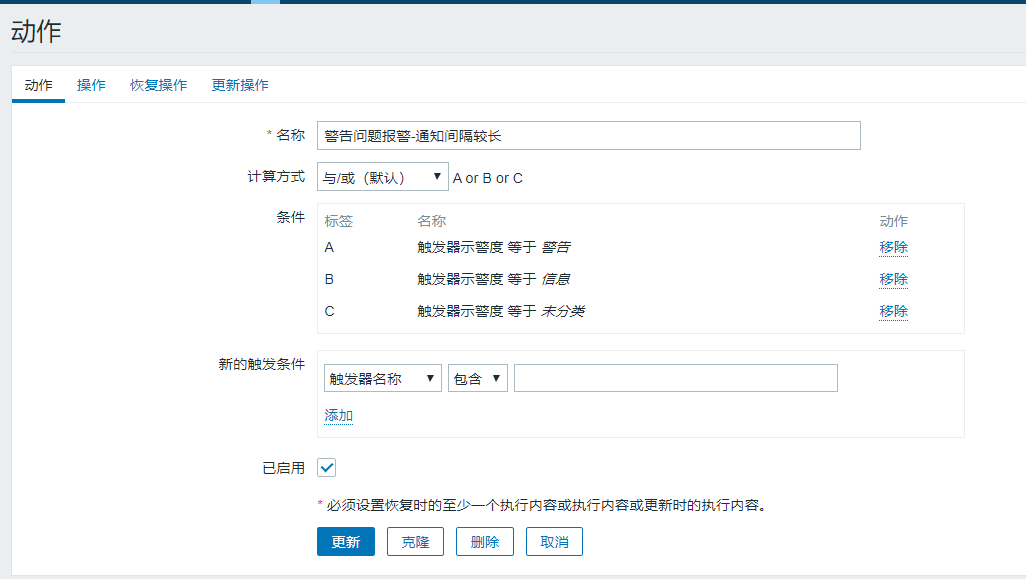 动作
动作 操作 恢复操作 更新操作
* 名称 警告问题报警-通知间隔较长
计算方式 与/或（默认） A or B or C
条件 标签 名称 动作
A 触发器示警度 等于 警告 移除
B 触发器示警度 等于 信息 移除
C 触发器示警度 等于 未分类 移除
新的触发条件
触发器名称 包含
添加
已启用
* 必须设置恢复时的至少一个执行内容或执行内容或更新时的执行内容。
更新 克隆 删除 取消